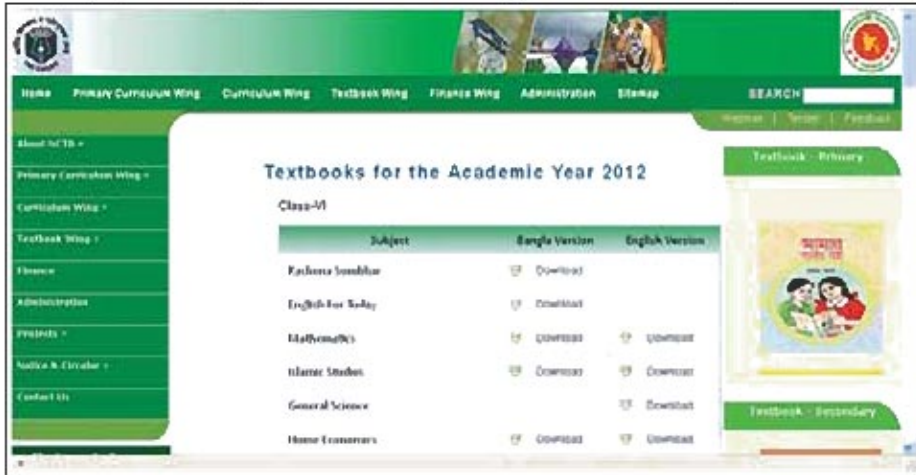 Home Primary Curriculum Wing Curriculum Wing Textbook Wing Finance Wing Administration Sitemap SEARCH
Webmail | Tender | Feedback
About NCTB
Primary Curriculum Wing
Curriculum Wing
Textbook Wing
Finance
Administration
Projects
Notice & Circular
Contact Us
Textbooks for the Academic Year 2012
Class-VI
Subject Bangla Version English Version
Rachona Sombhar Download
English For Today Download
Mathematics Download Download
Islamic Studies Download Download
General Science Download
Home Economics Download Download
Textbook - Primary
আমার
Textbook - Secondary